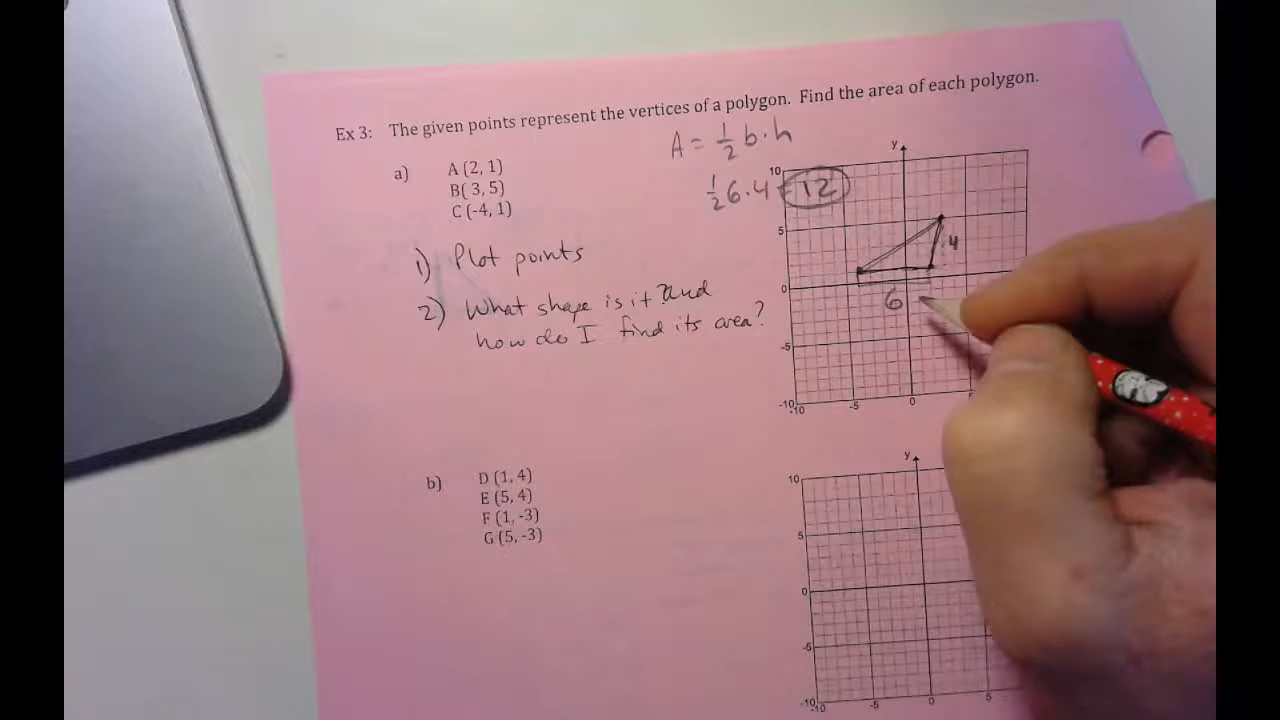 Ex 3: The given points represent the vertices of a polygon. Find the area of each polygon.
A = 1/2 b · h
a) A (2, 1)
B( 3, 5)
C (-4, 1)
1/2 6 · 4 = 12
1) Plot points
2) What shape is it? and
how do I find its area?
y
10
5
0
-5
-10
-10
-5
0
4
6
b) D (1, 4)
E (5, 4)
F (1, -3)
G (5, -3)
y
10
5
0
-5
-10
-10
-5
0
5